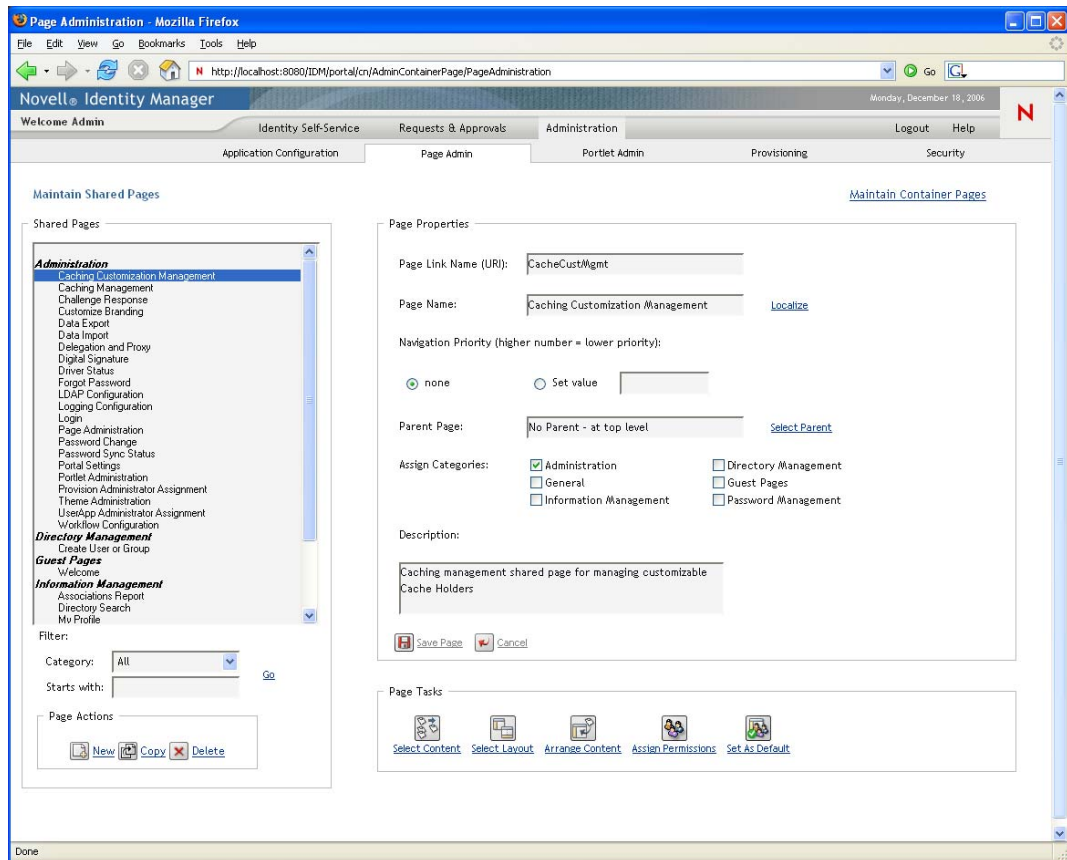 Page Administration - Mozilla Firefox
File Edit View Go Bookmarks Tools Help
N http://localhost:8080/IDM/portal/cn/AdminContainerPage/PageAdministration Go G
Novell® Identity Manager Monday, December 18, 2006
N
Welcome Admin Identity Self-Service Requests & Approvals Administration Logout Help
Application Configuration Page Admin Portlet Admin Provisioning Security
Maintain Shared Pages Maintain Container Pages
Shared Pages
Administration
Caching Customization Management
Caching Management
Challenge Response
Customize Branding
Data Export
Data Import
Delegation and Proxy
Digital Signature
Driver Status
Forgot Password
LDAP Configuration
Logging Configuration
Login
Page Administration
Password Change
Password Sync Status
Portal Settings
Portlet Administration
Provision Administrator Assignment
Theme Administration
UserApp Administrator Assignment
Workflow Configuration
Directory Management
Create User or Group
Guest Pages
Welcome
Information Management
Associations Report
Directory Search
My Profile
Filter:
Category: All
Go
Starts with:
Page Actions
New Copy Delete
Page Properties
Page Link Name (URI): CacheCustMgmt
Page Name: Caching Customization Management Localize
Navigation Priority (higher number = lower priority):
none Set value
Parent Page: No Parent - at top level Select Parent
Assign Categories: Administration Directory Management
General Guest Pages
Information Management Password Management
Description:
Caching management shared page for managing customizable
Cache Holders
Save Page Cancel
Page Tasks
Select Content Select Layout Arrange Content Assign Permissions Set As Default
Done